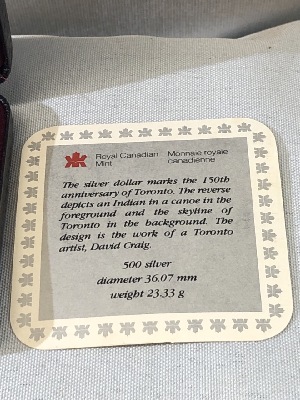 Royal Canadian Monnaie royale
Mint canadienne
The silver dollar marks the 150th
anniversary of Toronto. The reverse
depicts an Indian in a canoe in the
foreground and the skyline of
Toronto in the background. The
design is the work of a Toronto
artist, David Craig.
500 silver
diameter 36.07 mm
weight 23.33 g